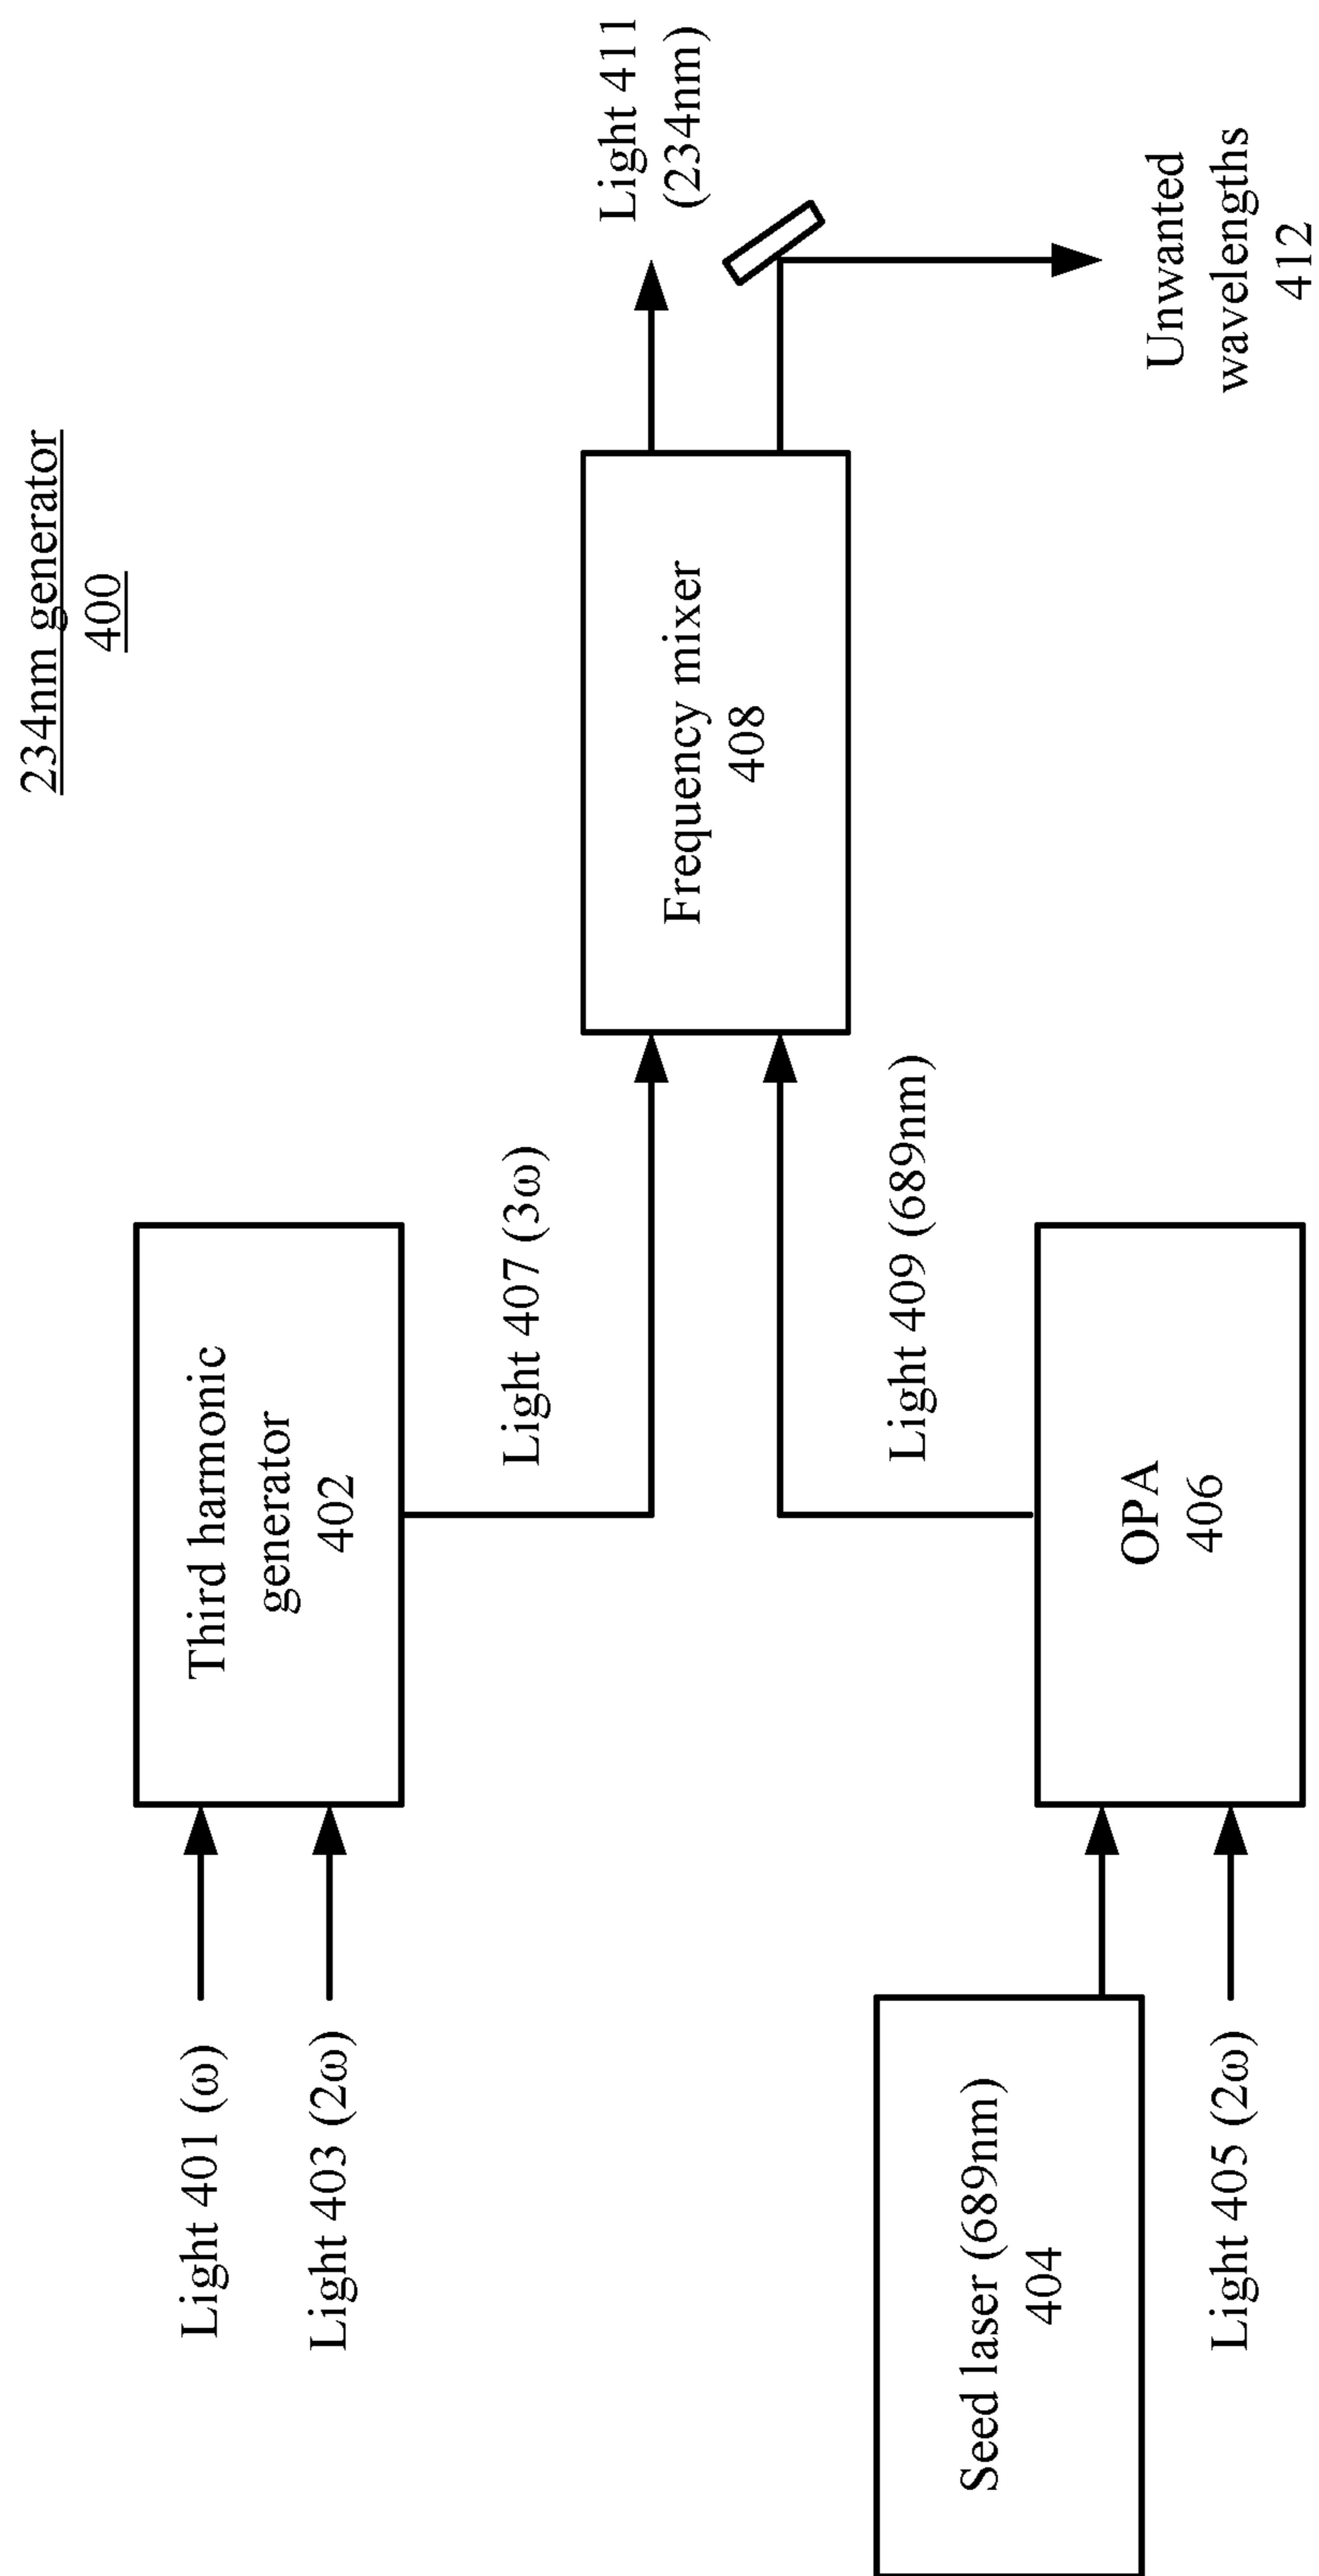 234nm generator
400
Light 401 (ω)
Light 403 (2ω)
Third harmonic
generator
402
Light 407 (3ω)
Seed laser (689nm)
404
Light 405 (2ω)
OPA
406
Light 409 (689nm)
Frequency mixer
408
Light 411
(234nm)
Unwanted
wavelengths
412